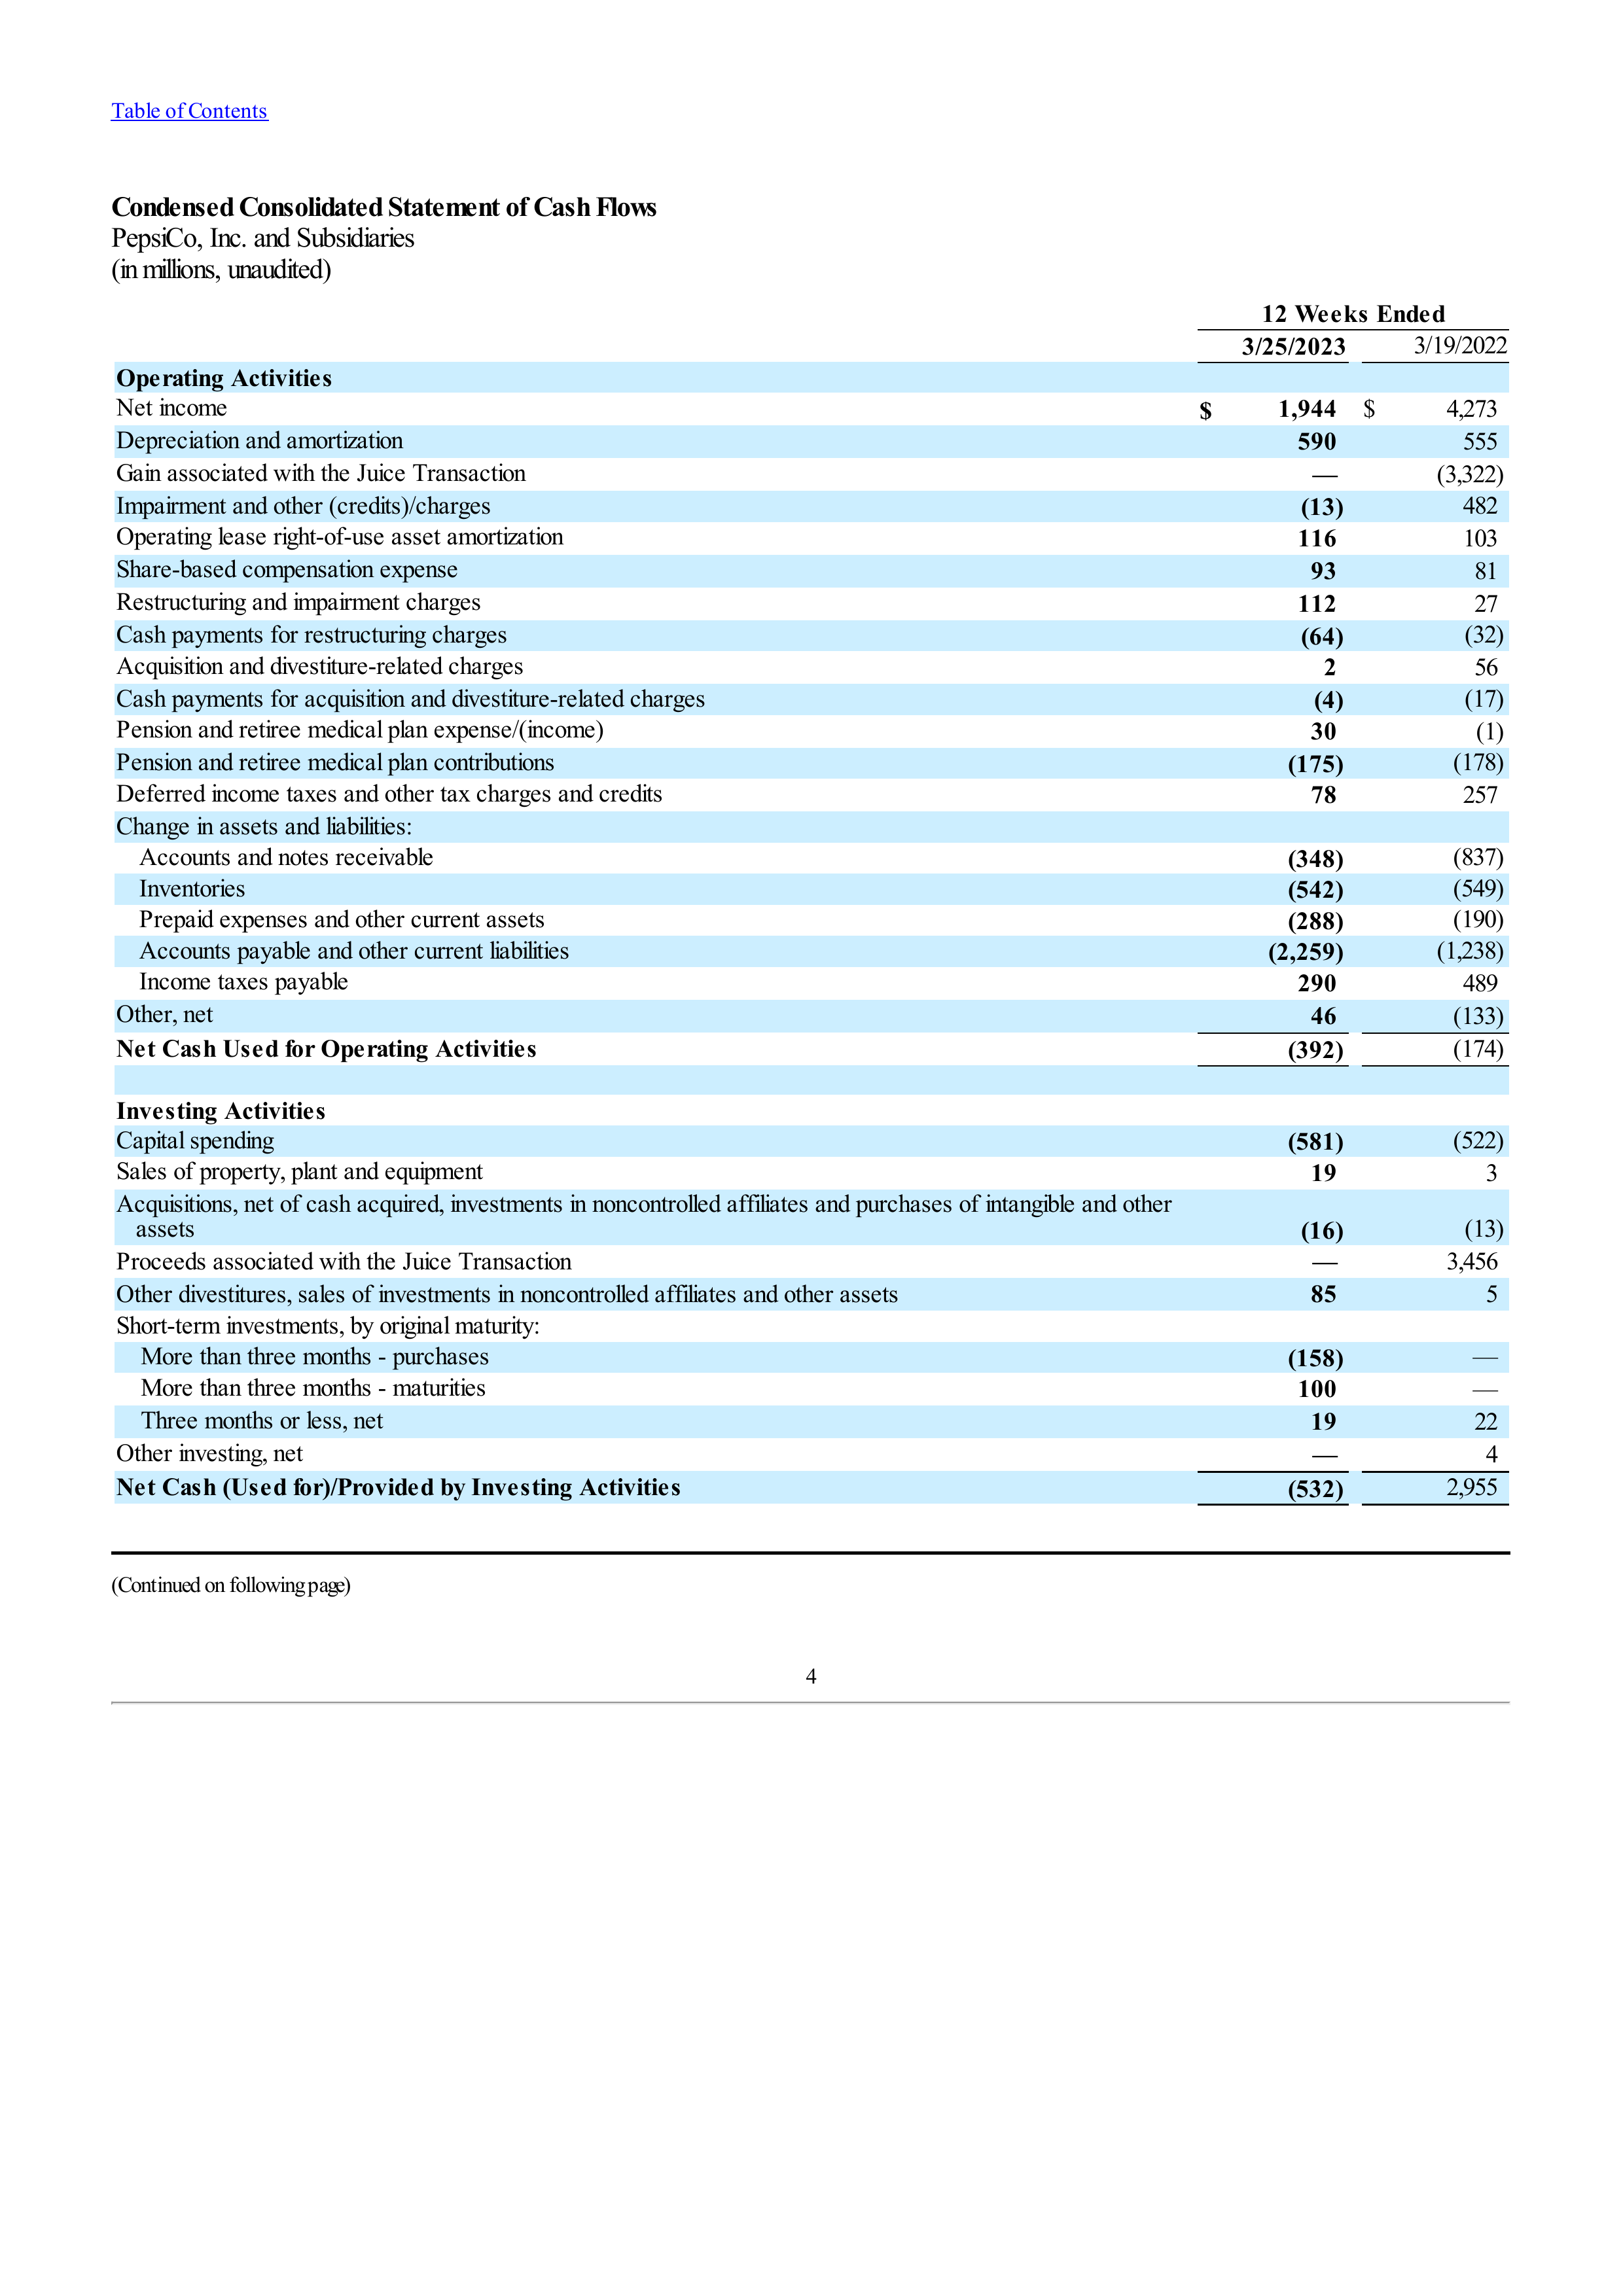 Table of Contents
Condensed Consolidated Statement of Cash Flows
PepsiCo, Inc. and Subsidiaries
(in millions, unaudited)
12 Weeks Ended
3/25/2023 3/19/2022
Operating Activities
Net income $ 1,944 $ 4,273
Depreciation and amortization 590 555
Gain associated with the Juice Transaction — (3,322)
Impairment and other (credits)/charges (13) 482
Operating lease right-of-use asset amortization 116 103
Share-based compensation expense 93 81
Restructuring and impairment charges 112 27
Cash payments for restructuring charges (64) (32)
Acquisition and divestiture-related charges 2 56
Cash payments for acquisition and divestiture-related charges (4) (17)
Pension and retiree medical plan expense/(income) 30 (1)
Pension and retiree medical plan contributions (175) (178)
Deferred income taxes and other tax charges and credits 78 257
Change in assets and liabilities:
Accounts and notes receivable (348) (837)
Inventories (542) (549)
Prepaid expenses and other current assets (288) (190)
Accounts payable and other current liabilities (2,259) (1,238)
Income taxes payable 290 489
Other, net 46 (133)
Net Cash Used for Operating Activities (392) (174)
Investing Activities
Capital spending (581) (522)
Sales of property, plant and equipment 19 3
Acquisitions, net of cash acquired, investments in noncontrolled affiliates and purchases of intangible and other
assets (16) (13)
Proceeds associated with the Juice Transaction — 3,456
Other divestitures, sales of investments in noncontrolled affiliates and other assets 85 5
Short-term investments, by original maturity:
More than three months - purchases (158) —
More than three months - maturities 100 —
Three months or less, net 19 22
Other investing, net — 4
Net Cash (Used for)/Provided by Investing Activities (532) 2,955
(Continued on following page)
4